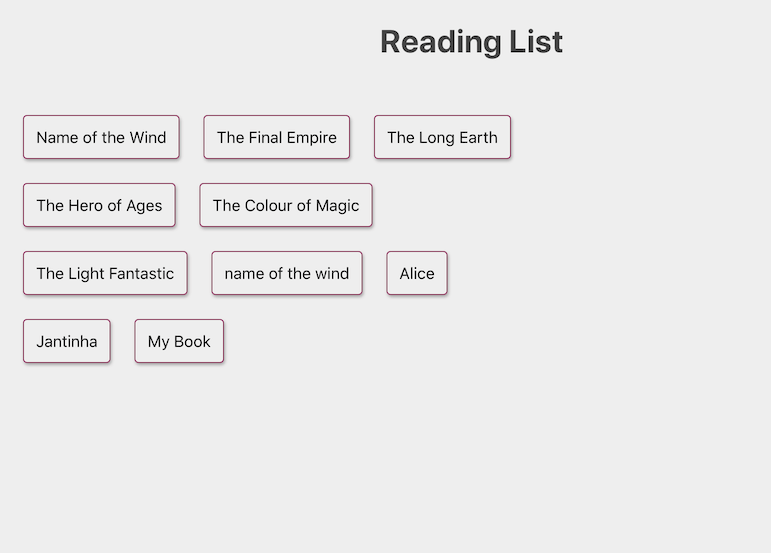 Reading List
Name of the Wind The Final Empire The Long Earth
The Hero of Ages The Colour of Magic
The Light Fantastic name of the wind Alice
Jantinha My Book